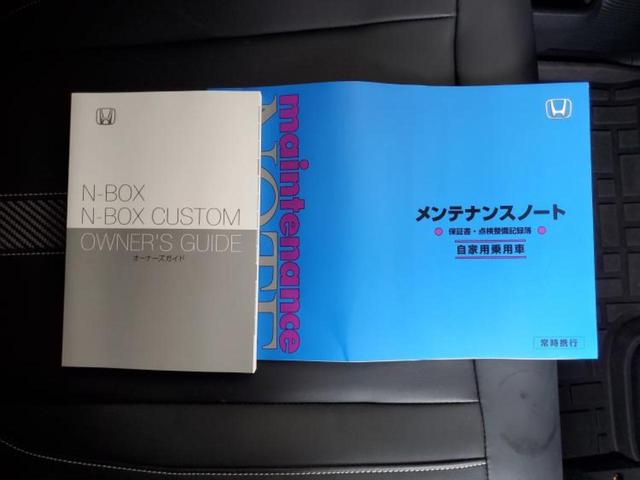 N-BOX
N-BOX CUSTOM
OWNER'S GUIDE
オーナーズガイド
maintenance
NOTE
メンテナンスノート
保証書・点検整備記録簿
自家用乗用車
常時携行